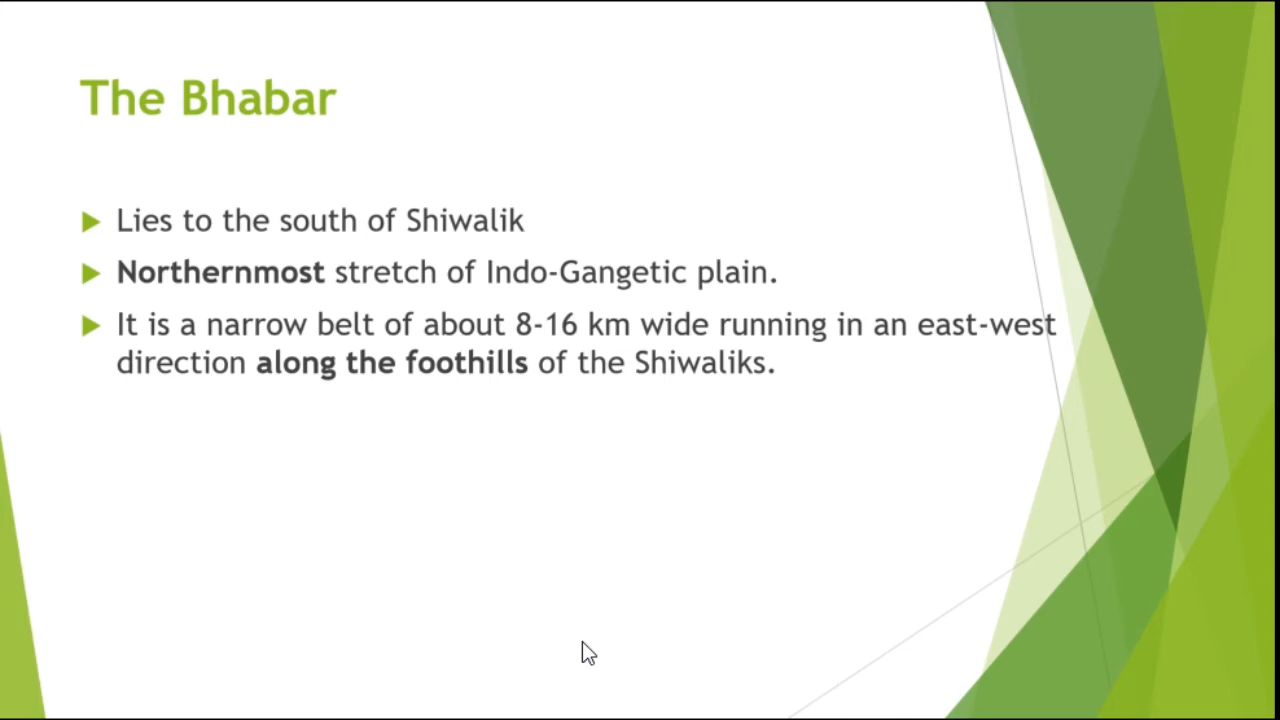 The Bhabar
Lies to the south of Shiwalik
Northernmost stretch of Indo-Gangetic plain.
It is a narrow belt of about 8-16 km wide running in an east-west
direction along the foothills of the Shiwaliks.